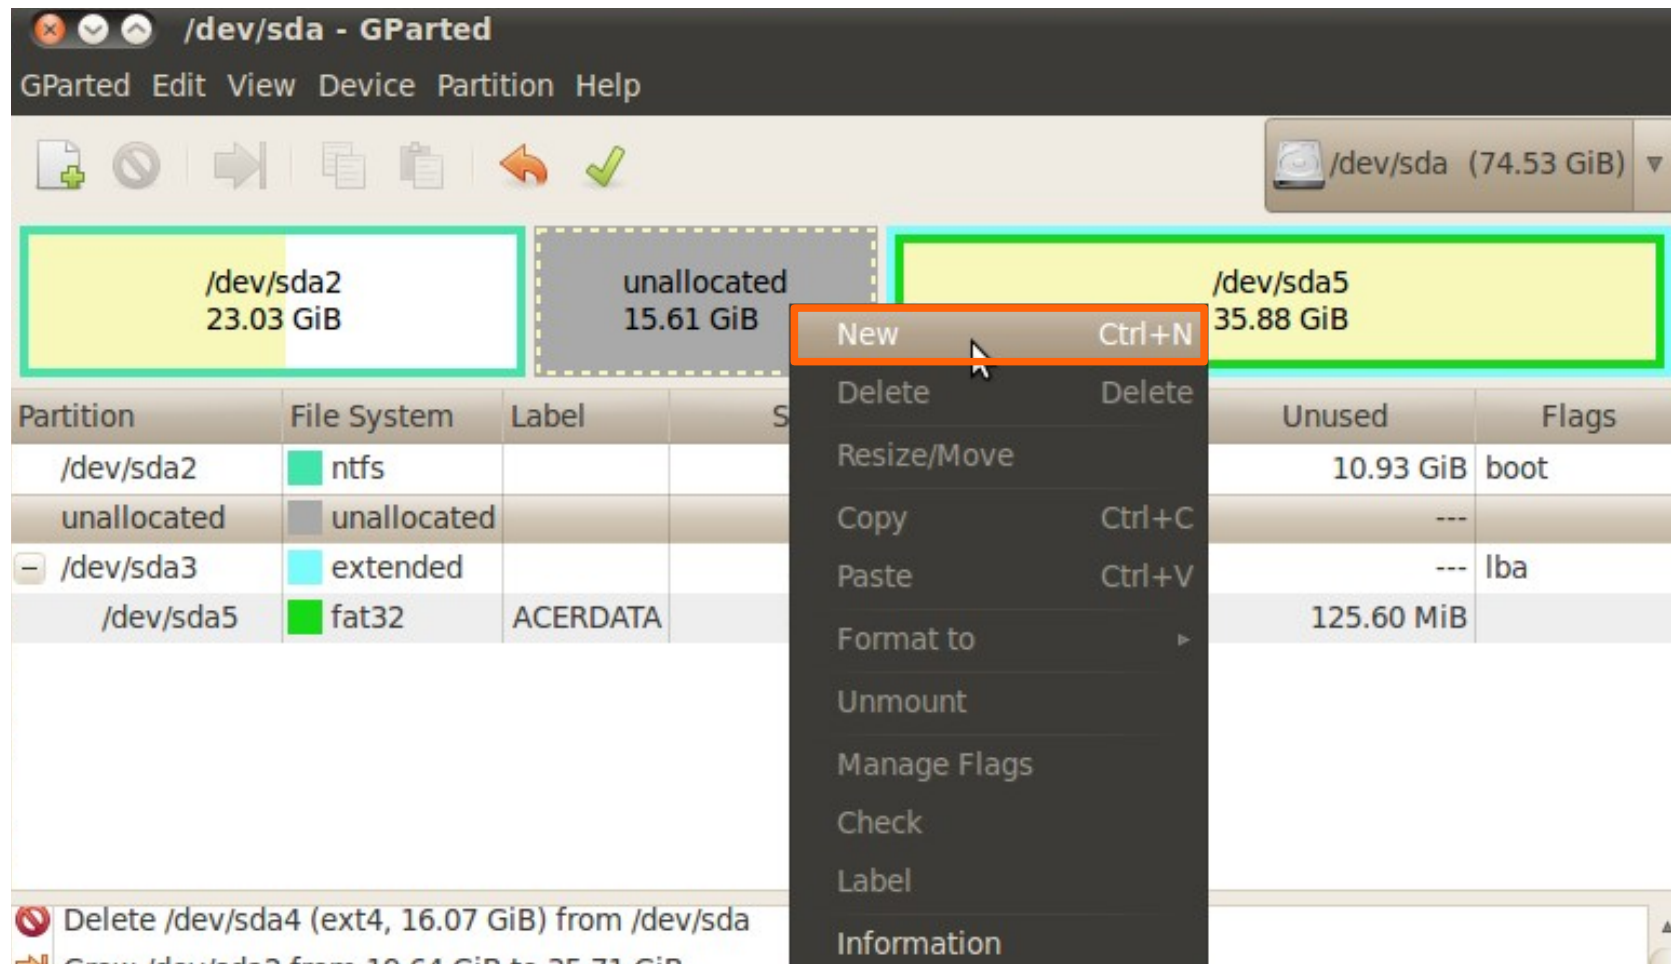 /dev/sda - GParted
GParted Edit View Device Partition Help
/dev/sda (74.53 GiB)
/dev/sda2
23.03 GiB
unallocated
15.61 GiB
/dev/sda5
35.88 GiB
New Ctrl+N
Delete Delete
Resize/Move
Copy Ctrl+C
Paste Ctrl+V
Format to
Unmount
Manage Flags
Check
Label
Information
Partition File System Label S Unused Flags
/dev/sda2 ntfs 10.93 GiB boot
unallocated unallocated ---
/dev/sda3 extended --- lba
/dev/sda5 fat32 ACERDATA 125.60 MiB
Delete /dev/sda4 (ext4, 16.07 GiB) from /dev/sda